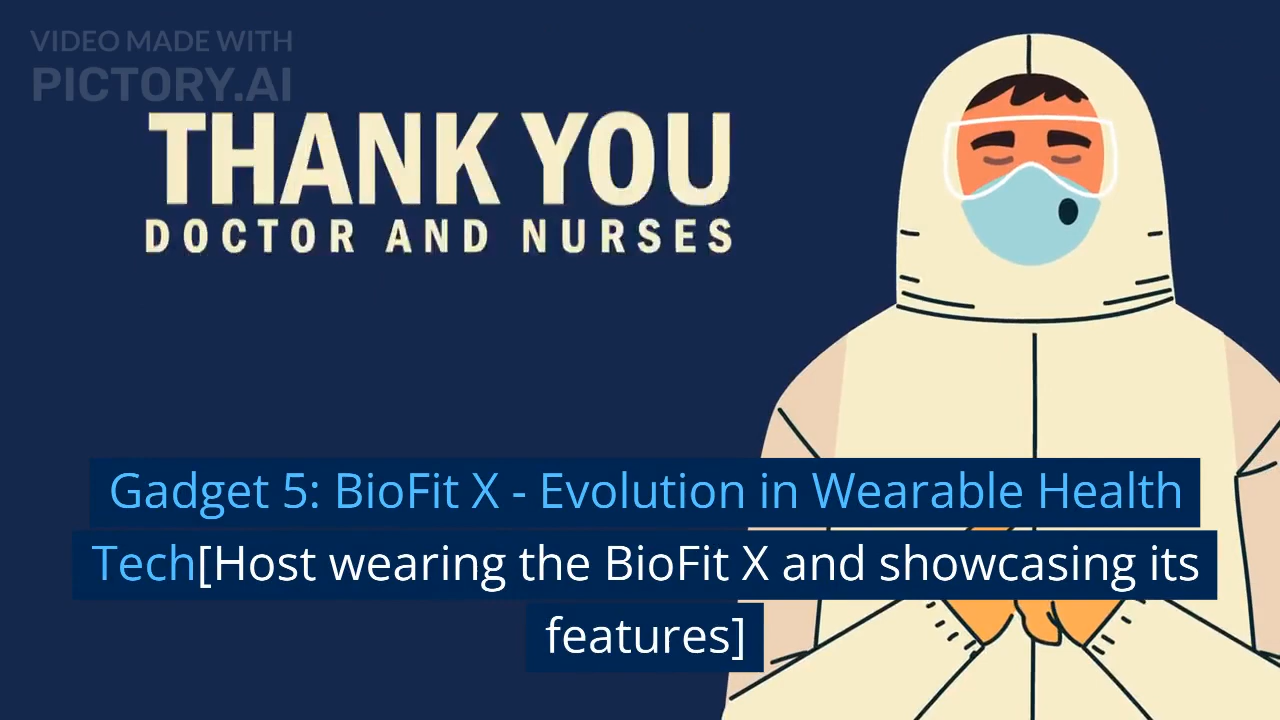 VIDEO MADE WITH
PICTORY.AI
THANK YOU
DOCTOR AND NURSES
Gadget 5: BioFit X - Evolution in Wearable Health
Tech[Host wearing the BioFit X and showcasing its
features]